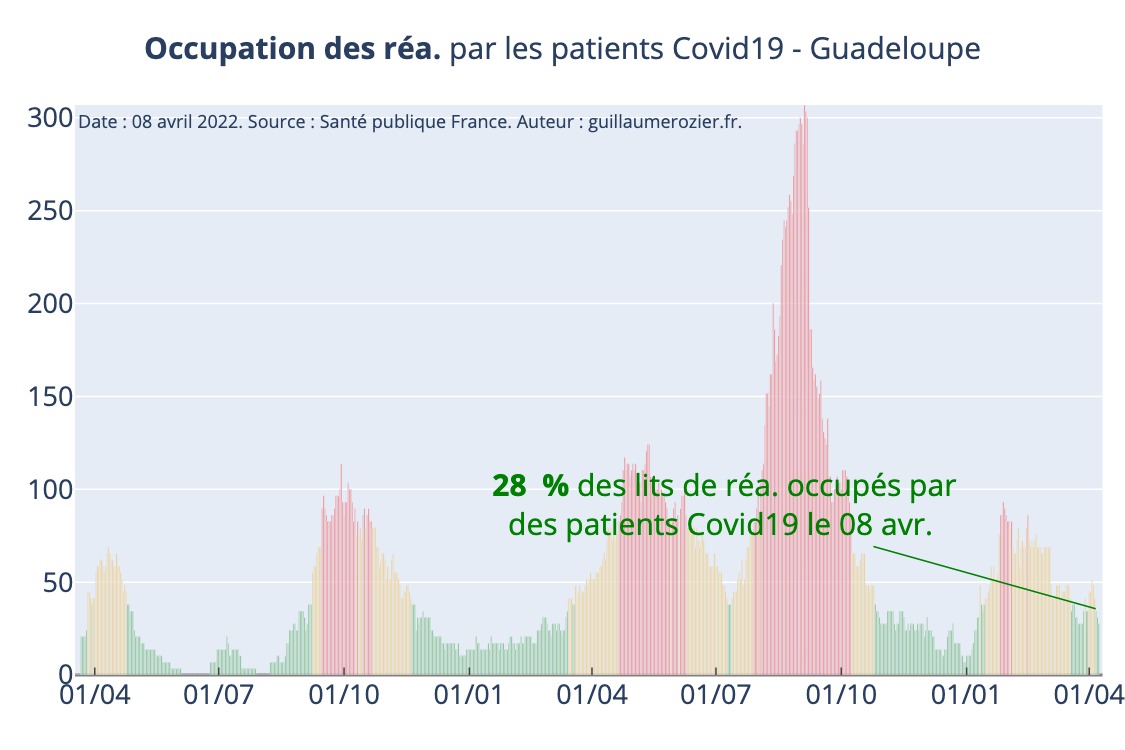 Occupation des réa. par les patients Covid19 - Guadeloupe
Date : 08 avril 2022. Source : Santé publique France. Auteur : guillaumerozier.fr.
300
250
200
150
100
50
0
28 % des lits de réa. occupés par
des patients Covid19 le 08 avr.
01/04 01/07 01/10 01/01 01/04 01/07 01/10 01/01 01/04